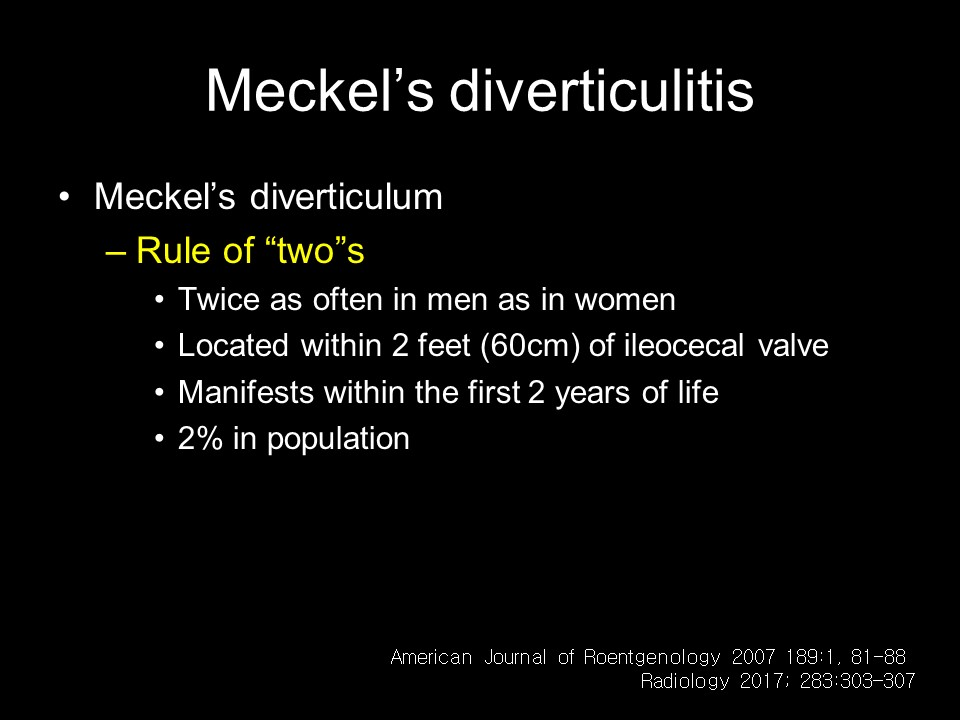 Meckel’s diverticulitis
• Meckel’s diverticulum
– Rule of “two”s
• Twice as often in men as in women
• Located within 2 feet (60cm) of ileocecal valve
• Manifests within the first 2 years of life
• 2% in population
American Journal of Roentgenology 2007 189:1, 81-88
Radiology 2017; 283:303-307